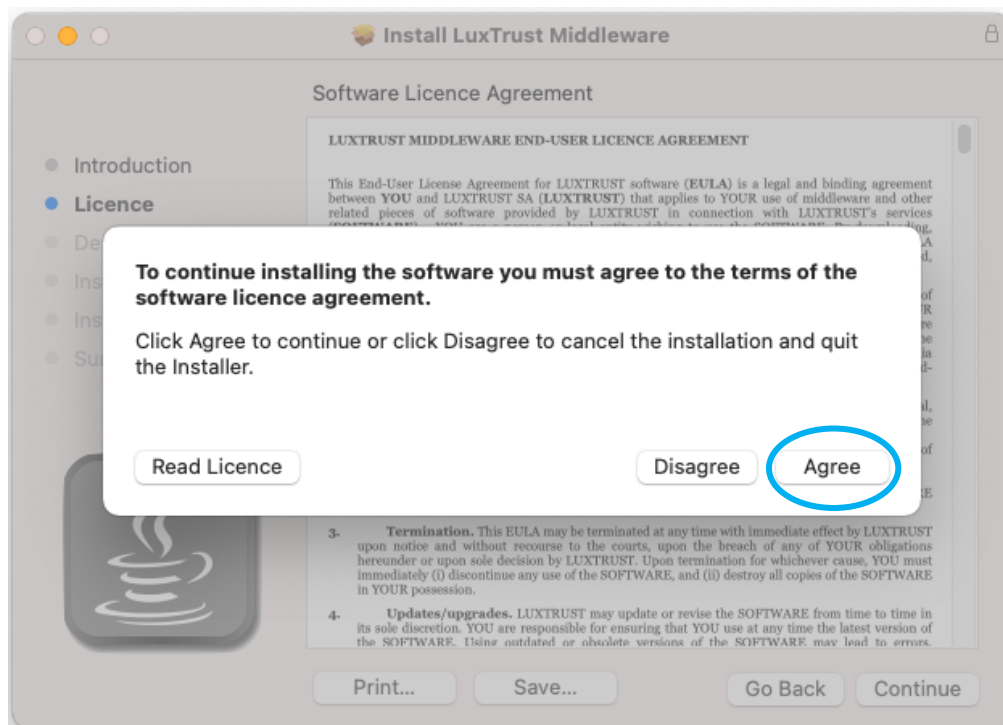 Install LuxTrust Middleware
Software Licence Agreement
Introduction
Licence
De
Ins
Ins
Su
LUXTRUST MIDDLEWARE END-USER LICENCE AGREEMENT
This End-User License Agreement for LUXTRUST software (EULA) is a legal and binding agreement
between YOU and LUXTRUST SA (LUXTRUST) that applies to YOUR use of middleware and other
related pieces of software provided by LUXTRUST in connection with LUXTRUST's services
To continue installing the software you must agree to the terms of the
software licence agreement.
Click Agree to continue or click Disagree to cancel the installation and quit
the Installer.
Read Licence
Disagree
Agree
3. Termination. This EULA may be terminated at any time with immediate effect by LUXTRUST
upon notice and without recourse to the courts, upon the breach of any of YOUR obligations
hereunder or upon sole decision by LUXTRUST. Upon termination for whichever cause, YOU must
immediately (i) discontinue any use of the SOFTWARE, and (ii) destroy all copies of the SOFTWARE
in YOUR possession.
4. Updates/upgrades. LUXTRUST may update or revise the SOFTWARE from time to time in
its sole discretion. YOU are responsible for ensuring that YOU use at any time the latest version of
the SOFTWARE. Using outdated or obsolete versions of the SOFTWARE may lead to errors,
Print...
Save...
Go Back
Continue